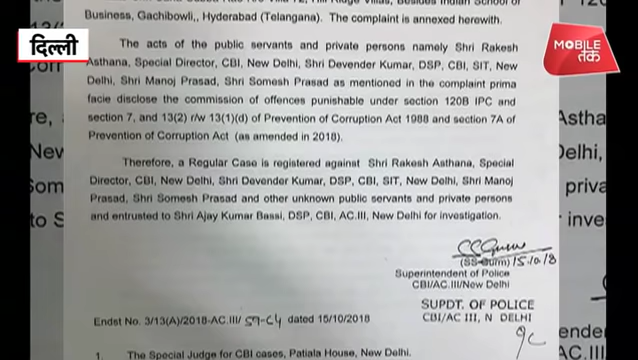 दिल्ली
MOBILE
तक
Business, Gachibowli,, Hyderabad (Telangana). The complaint is annexed herewith.
The acts of the public servants and private persons namely Shri Rakesh
Asthana, Special Director, CBI, New Delhi, Shri Devender Kumar, DSP, CBI, SIT, New
Delhi, Shri Manoj Prasad, Shri Somesh Prasad as mentioned in the complaint prima
facie disclose the commission of offences punishable under section 120B IPC and
section 7, and 13(2) r/w 13(1)(d) of Prevention of Corruption Act 1988 and section 7A of
Prevention of Corruption Act (as amended in 2018).
Therefore, a Regular Case is registered against Shri Rakesh Asthana, Special
Director, CBI, New Delhi, Shri Devender Kumar, DSP, CBI, SIT, New Delhi, Shri Manoj
Prasad, Shri Somesh Prasad and other unknown public servants and private persons
and entrusted to Shri Ajay Kumar Bassi, DSP, CBI, AC.III, New Delhi for investigation.
(SS Gurm) 15.10.18
Superintendent of Police
CBI/AC.III/New Delhi
SUPDT. OF POLICE
CBI/AC III, N DELHI
Endst No. 3/13(A)/2018-AC.III/ dated 15/10/2018
1. The Special Judge for CBI cases, Patiala House, New Delhi.